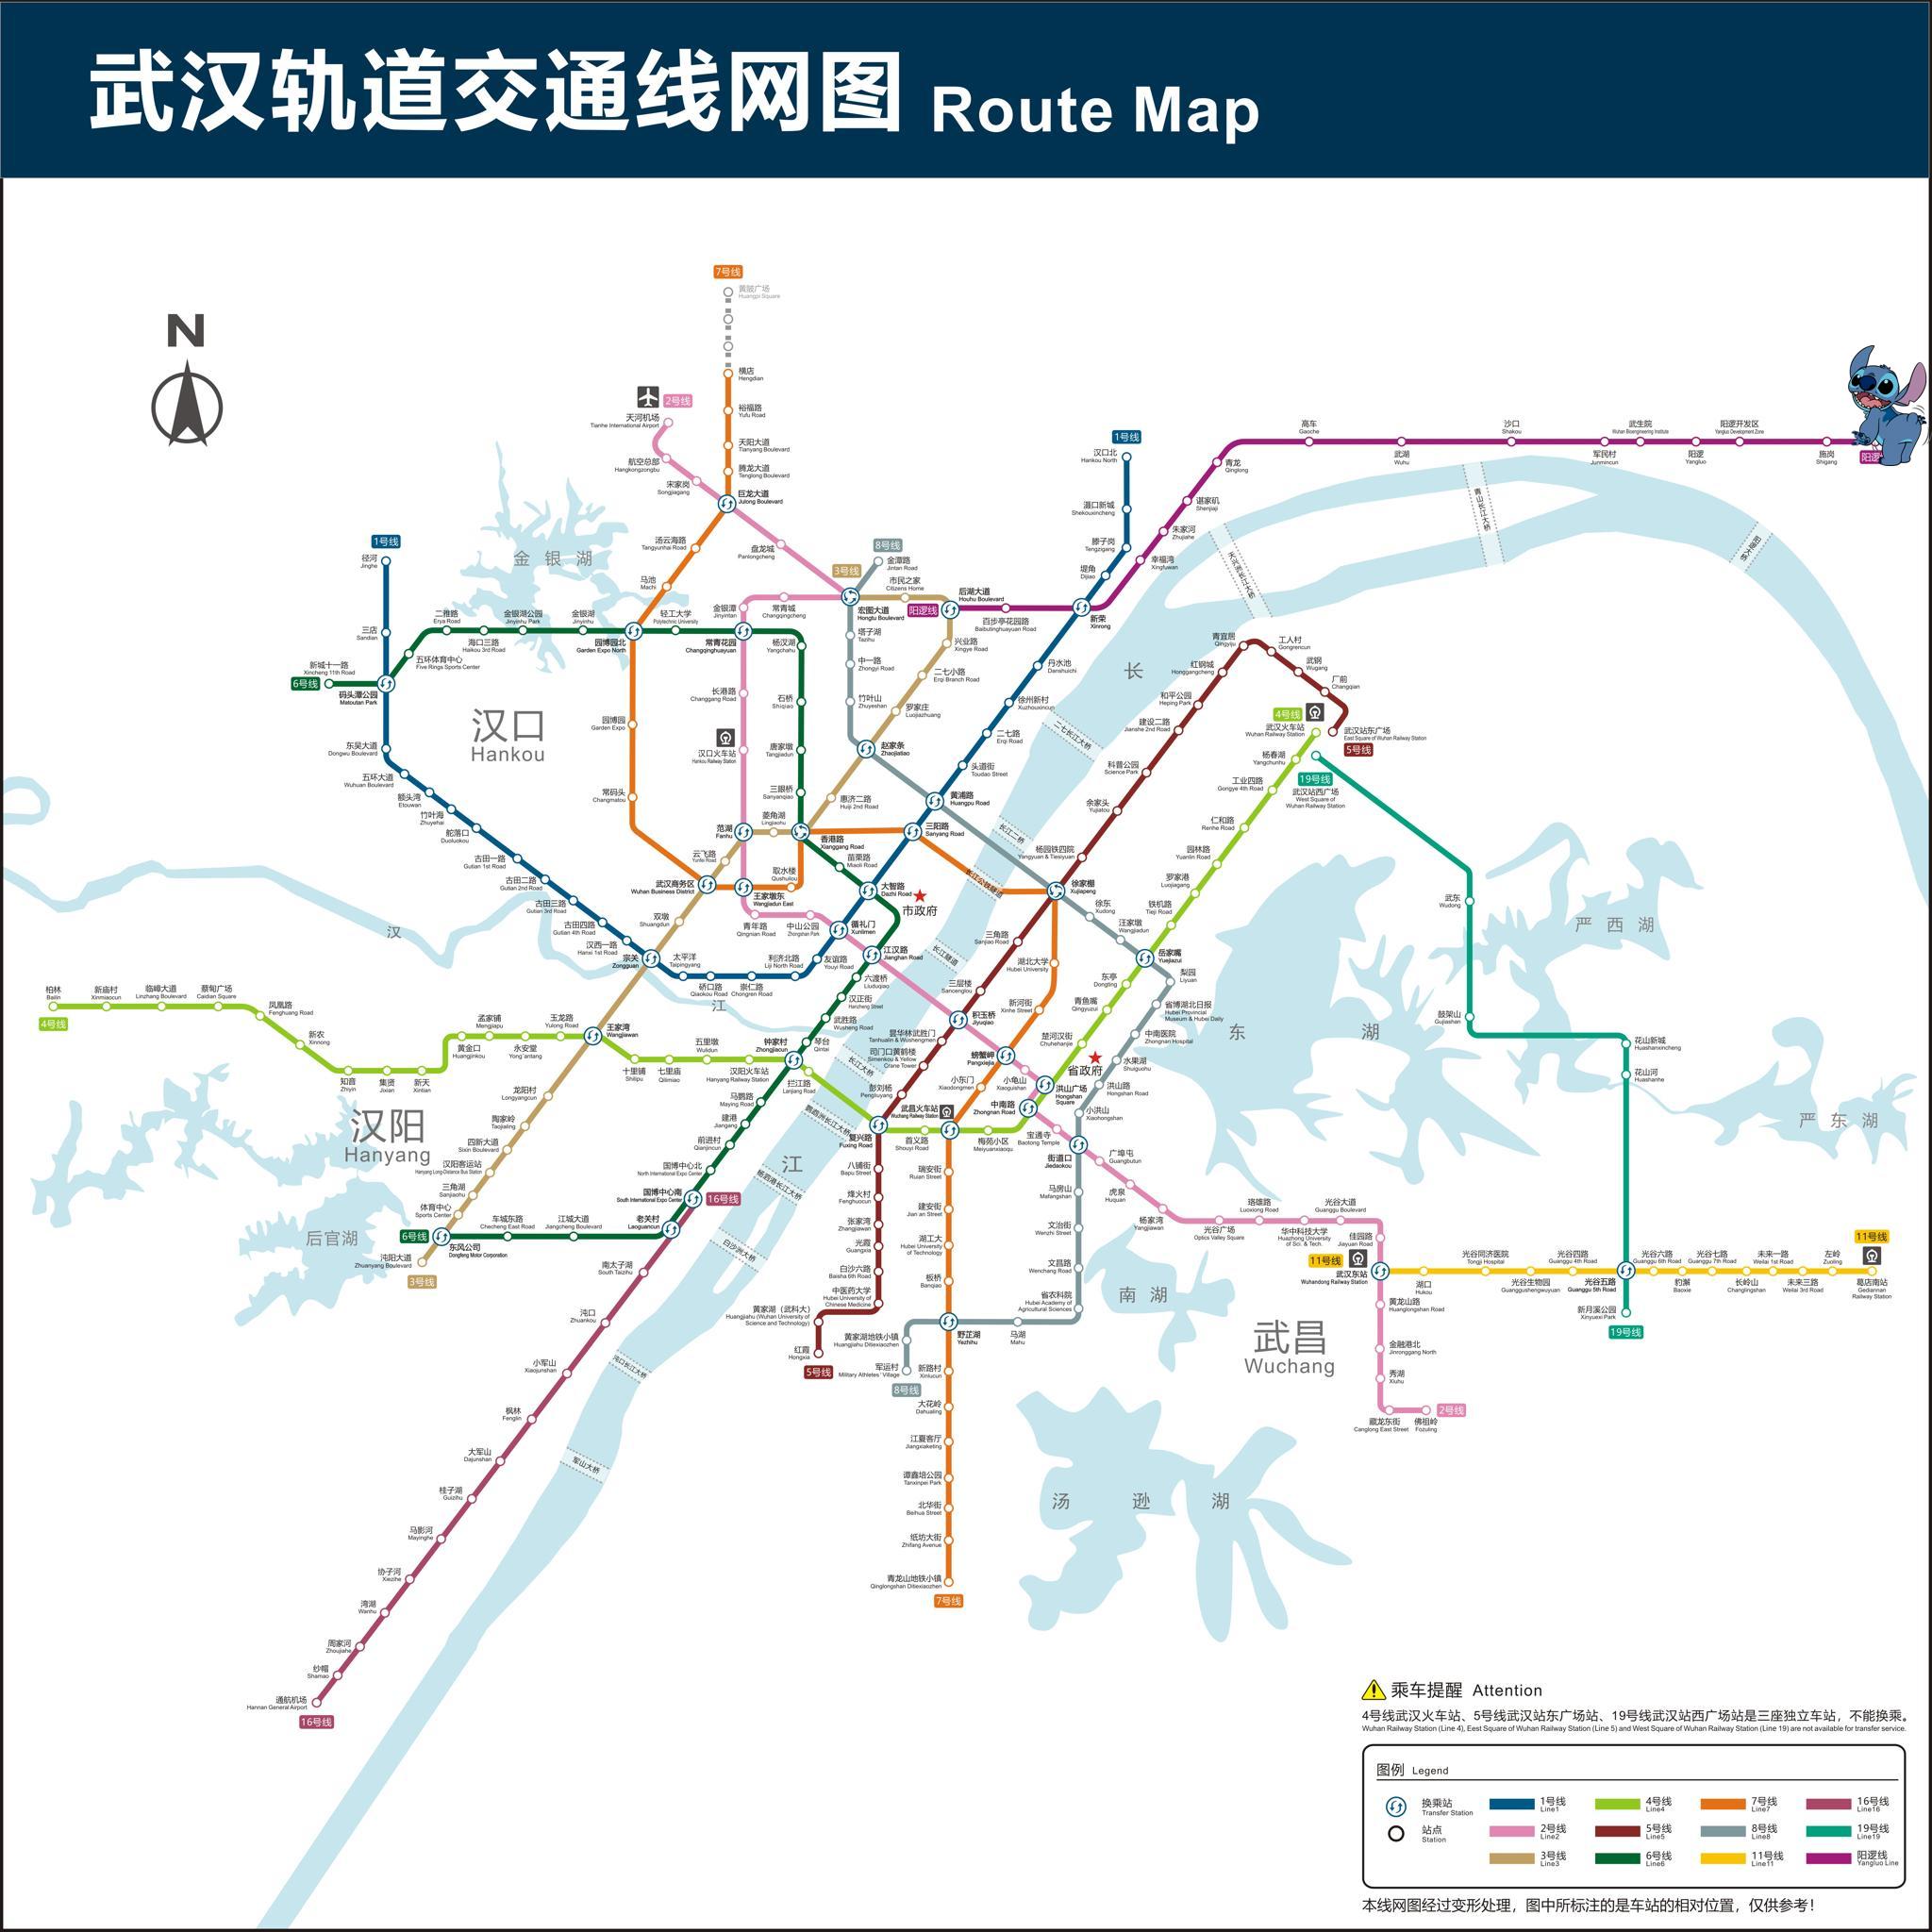 武汉轨道交通线网图 Route Map
N
7号线
黄陂广场
Huangpi Square
横店
Hengdian
裕福路
Yufu Road
天阳大道
Tianyang Boulevard
腾龙大道
Tenglong Boulevard
巨龙大道
Julong Boulevard
2号线
天河机场
Tianhe International Airport
航空总部
Hangkongzongbu
宋家岗
Songjiagang
盘龙城
Panlongcheng
汤云海路
Tangyunhai Road
马池
Machi
金银湖
1号线
径河
Jinghe
三店
Sandian
二雅路
Erya Road
海口三路
Haikou 3rd Road
金银湖公园
Jinyinhu Park
金银湖
Jinyinhu
园博园北
Garden Expo North
轻工大学
Polytechnic University
常青花园
Changqinghuayuan
杨汊湖
Yangchahu
金银潭
Jinyintan
常青城
Changqingcheng
8号线
金潭路
Jintan Road
3号线
市民之家
Citizens Home
宏图大道
Hongtu Boulevard
阳逻线
后湖大道
Houhu Boulevard
百步亭花园路
Baibutinghuayuan Road
新荣
Xinrong
1号线
汉口北
Hankou North
滠口新城
Shekouxincheng
滕子岗
Tengzigang
堤角
Dijiao
幸福湾
Xingfuwan
朱家河
Zhujiahe
谌家矶
Shenjiaji
青龙
Qinglong
高车
Gaoche
武湖
Wuhu
沙口
Shakou
军民村
Junmincun
武生院
Wuhan Bioengineering Institute
阳逻
Yangluo
阳逻开发区
Yangluo Development Zone
施岗
Shigang
天兴洲长江大桥
青山长江大桥
阳逻大桥
6号线
新城十一路
Xincheng 11th Road
码头潭公园
Matoutan Park
五环体育中心
Five Rings Sports Center
东吴大道
Dongwu Boulevard
五环大道
Wuhuan Boulevard
额头湾
Etouwan
竹叶海
Zhuyehai
舵落口
Duoluokou
古田一路
Gutian 1st Road
古田二路
Gutian 2nd Road
古田三路
Gutian 3rd Road
古田四路
Gutian 4th Road
汉西一路
Hanxi 1st Road
宗关
Zongguan
太平洋
Taipingyang
硚口路
Qiaokou Road
崇仁路
Chongren Road
利济北路
Liji North Road
友谊路
Youyi Road
循礼门
Xunlimen
大智路
Dazhi Road
三阳路
Sanyang Road
黄浦路
Huangpu Road
头道街
Toudao Street
二七路
Erqi Road
徐州新村
Xuzhouxincun
丹水池
Danshuichi
汉口
Hankou
园博园
Garden Expo
常码头
Changmatou
武汉商务区
Wuhan Business District
长港路
Changgang Road
汉口火车站
Hankou Railway Station
范湖
Fanhu
菱角湖
Lingjiaohu
香港路
Xianggang Road
云飞路
Yunfei Road
王家墩东
Wangjiadun East
取水楼
Qushuilou
石桥
Shiqiao
唐家墩
Tangjiadun
三眼桥
Sanyanqiao
塔子湖
Tazihu
中一路
Zhongyi Road
竹叶山
Zhuyeshan
赵家条
Zhaojiatiao
兴业路
Xingye Road
二七小路
Erqi Branch Road
罗家庄
Luojiazhuang
惠济二路
Huiji 2nd Road
苗栗路
Miaoli Road
双墩
Shuangdun
青年路
Qingnian Road
中山公园
Zhongshan Park
江汉路
Jianghan Road
六渡桥
Liuduqiao
汉正街
Hanzheng Street
武胜路
Wusheng Road
琴台
Qintai
市政府
长
江
汉
江
二七长江大桥
长江二桥
长江公铁隧道
长江隧道
长江大桥
鹦鹉洲长江大桥
杨泗港长江大桥
白沙洲大桥
沌口长江大桥
军山大桥
青宜居
Qingyiju
工人村
Gongrencun
武钢
Wugang
厂前
Changqian
武汉站东广场
East Square of Wuhan Railway Station
5号线
红钢城
Honggangcheng
和平公园
Heping Park
建设二路
Jianshe 2nd Road
科普公园
Science Park
余家头
Yujiatou
杨园铁四院
Yangyuan & Tiesiyuan
徐家棚
Xujiapeng
4号线
武汉火车站
Wuhan Railway Station
杨春湖
Yangchunhu
19号线
武汉站西广场
West Square of
Wuhan Railway Station
工业四路
Gongye 4th Road
仁和路
Renhe Road
园林路
Yuanlin Road
罗家港
Luojiagang
铁机路
Tieji Road
徐东
Xudong
汪家墩
Wangjiadun
岳家嘴
Yuejiazui
梨园
Liyuan
省博湖北日报
Hubei Provincial
Museum & Hubei Daily
中南医院
Zhongnan Hospital
水果湖
Shuiguohu
洪山路
Hongshan Road
小洪山
Xiaohongshan
东亭
Dongting
青鱼嘴
Qingyuzui
楚河汉街
Chuhehanjie
省政府
洪山广场
Hongshan
Square
中南路
Zhongnan Road
三角路
Sanjiao Road
三层楼
Sancenglou
积玉桥
Jiyuqiao
湖北大学
Hubei University
新河街
Xinhe Street
螃蟹岬
Pangxiejia
小龟山
Xiaoguishan
小东门
Xiaodongmen
昙华林武胜门
Tanhualin & Wushengmen
司门口黄鹤楼
Simenkou & Yellow
Crane Tower
彭刘杨
Pengliuyang
武昌火车站
Wuchang Railway Station
复兴路
Fuxing Road
首义路
Shouyi Road
梅苑小区
Meiyuanxiaoqu
宝通寺
Baotong Temple
街道口
Jiedaokou
广埠屯
Guangbutun
虎泉
Huquan
杨家湾
Yangjiawan
光谷广场
Optics Valley Square
珞雄路
Luoxiong Road
华中科技大学
Huazhong University
of Sci. & Tech.
光谷大道
Guanggu Boulevard
佳园路
Jiayuan Road
11号线
武汉东站
Wuhandong Railway Station
湖口
Hukou
光谷同济医院
Tongji Hospital
光谷生物园
Guanggushengwuyuan
光谷四路
Guanggu 4th Road
光谷五路
Guanggu 5th Road
光谷六路
Guanggu 6th Road
豹澥
Baoxie
光谷七路
Guanggu 7th Road
长岭山
Changlingshan
未来一路
Weilai 1st Road
未来三路
Weilai 3rd Road
左岭
Zuoling
11号线
葛店南站
Gediannan
Railway Station
新月溪公园
Xinyuexi Park
19号线
武东
Wudong
鼓架山
Gujiashan
花山新城
Huashanxincheng
花山河
Huashanhe
严西湖
严东湖
东湖
南湖
汤逊湖
武昌
Wuchang
黄龙山路
Huanglongshan Road
金融港北
Jinronggang North
秀湖
Xiuhu
藏龙东街
Canglong East Street
佛祖岭
Fozuling
2号线
柏林
Bailin
4号线
新庙村
Xinmiaocun
临嶂大道
Linzhang Boulevard
蔡甸广场
Caidian Square
凤凰路
Fenghuang Road
新农
Xinnong
知音
Zhiyin
集贤
Jixian
新天
Xintian
黄金口
Huangjinkou
孟家铺
Mengjiapu
永安堂
Yong'antang
玉龙路
Yulong Road
王家湾
Wangjiawan
十里铺
Shilipu
七里庙
Qilimiao
五里墩
Wulidun
汉阳火车站
Hanyang Railway Station
钟家村
Zhongjiacun
拦江路
Lanjiang Road
马鹦路
Maying Road
建港
Jiangang
前进村
Qianjincun
国博中心北
North International Expo Center
国博中心南
South International Expo Center
16号线
老关村
Laoguancun
江城大道
Jiangcheng Boulevard
车城东路
Checheng East Road
6号线
东风公司
Dongfeng Motor Corporation
汉阳
Hanyang
龙阳村
Longyangcun
陶家岭
Taojialing
四新大道
Sixin Boulevard
汉阳客运站
Hanyang Long-Distance Bus Station
三角湖
Sanjiaohu
体育中心
Sports Center
沌阳大道
Zhuanyang Boulevard
3号线
后官湖
南太子湖
South Taizihu
沌口
Zhuankou
小军山
Xiaojunshan
枫林
Fenglin
大军山
Dajunshan
桂子湖
Guizihu
马影河
Mayinghe
协子河
Xiezihe
湾湖
Wanhu
周家河
Zhoujiahe
纱帽
Shamao
通航机场
Hannan General Airport
16号线
八铺街
Bapu Street
烽火村
Fenghuocun
张家湾
Zhangjiawan
光霞
Guangxia
白沙六路
Baisha 6th Road
中医药大学
Hubei University of
Chinese Medicine
黄家湖（武科大）
Huangjiahu (Wuhan University of
Science and Technology)
红霞
Hongxia
5号线
黄家湖地铁小镇
Huangjiahu Ditiexiaozhen
军运村
Military Athletes' Village
8号线
瑞安街
Ruian Street
建安街
Jian an Street
湖工大
Hubei University
of Technology
板桥
Banqiao
野芷湖
Yezhihu
新路村
Xinlucun
大花岭
Dahualing
江夏客厅
Jiangxiaketing
谭鑫培公园
Tanxinpei Park
北华街
Beihua Street
纸坊大街
Zhifang Avenue
青龙山地铁小镇
Qinglongshan Ditiexiaozhen
7号线
马房山
Mafangshan
文治街
Wenzhi Street
文昌路
Wenchang Road
省农科院
Hubei Academy of
Agricultural Sciences
马湖
Mahu
乘车提醒 Attention
4号线武汉火车站、5号线武汉站东广场站、19号线武汉站西广场站是三座独立车站，不能换乘。
Wuhan Railway Station (Line 4), Eest Square of Wuhan Railway Station (Line 5) and West Square of Wuhan Railway Station (Line 19) are not available for transfer service.
图例 Legend
换乘站
Transfer Station
站点
Station
1号线
Line1
2号线
Line2
3号线
Line3
4号线
Line4
5号线
Line5
6号线
Line6
7号线
Line7
8号线
Line8
11号线
Line11
16号线
Line16
19号线
Line19
阳逻线
Yangluo Line
本线网图经过变形处理，图中所标注的是车站的相对位置，仅供参考！